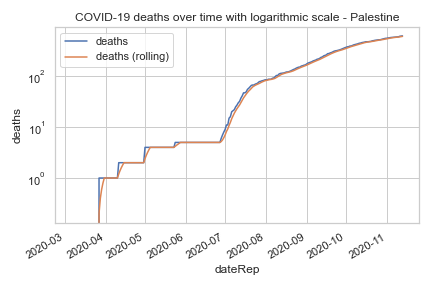 COVID-19 deaths over time with logarithmic scale - Palestine
deaths
deaths (rolling)
deaths
10²
10¹
10⁰
2020-03
2020-04
2020-05
2020-06
2020-07
2020-08
2020-09
2020-10
2020-11
dateRep